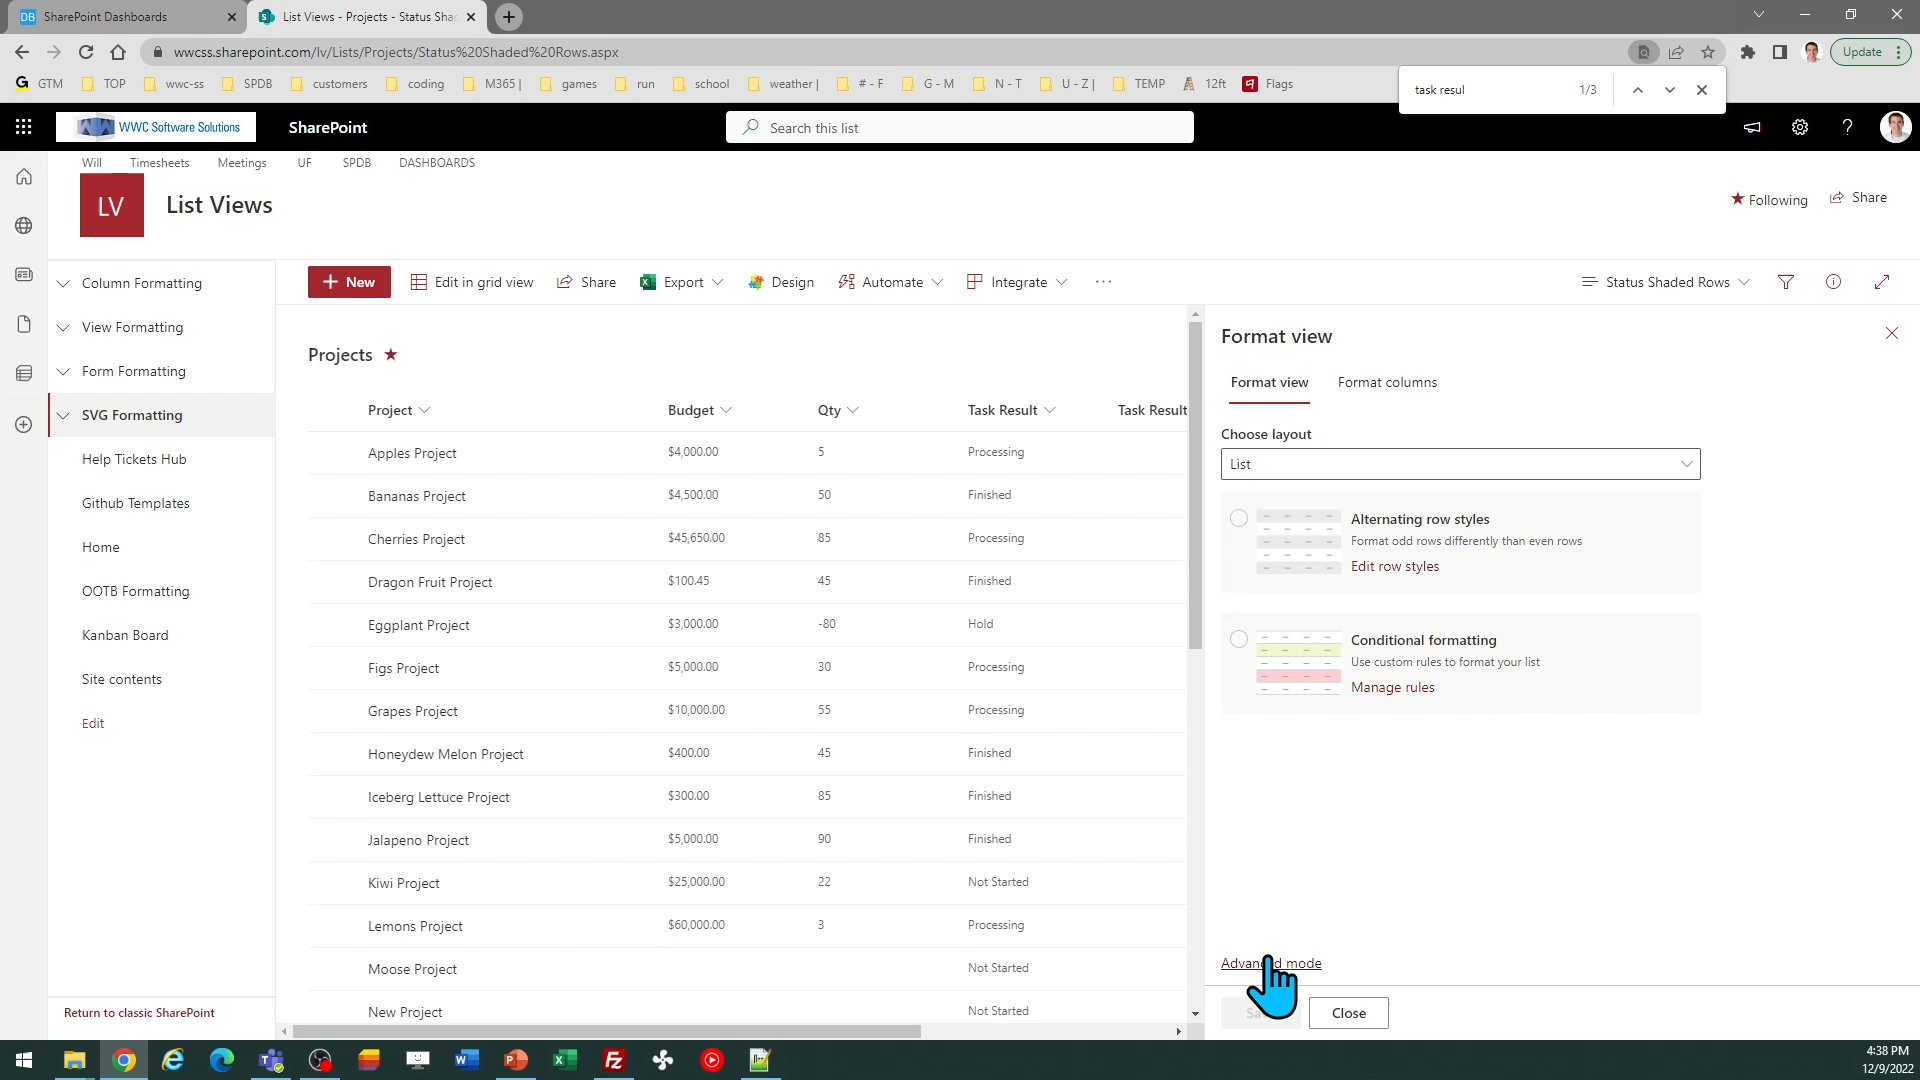 DB SharePoint Dashboards
List Views - Projects - Status Shac
wwcss.sharepoint.com/lv/Lists/Projects/Status%20Shaded%20Rows.aspx
Update
G GTM
TOP
wwc-ss
SPDB
customers
coding
M365 |
games
run
school
weather |
# - F
G - M
N - T
U - Z |
TEMP
12ft
Flags
task resul
1/3
WWC Software Solutions
SharePoint
Search this list
Will
Timesheets
Meetings
UF
SPDB
DASHBOARDS
LV
List Views
Following
Share
Column Formatting
View Formatting
Form Formatting
SVG Formatting
Help Tickets Hub
Github Templates
Home
OOTB Formatting
Kanban Board
Site contents
Edit
Return to classic SharePoint
+ New
Edit in grid view
Share
Export
Design
Automate
Integrate
...
Status Shaded Rows
Projects
Project Budget Qty Task Result Task Result
Apples Project $4,000.00 5 Processing
Bananas Project $4,500.00 50 Finished
Cherries Project $45,650.00 85 Processing
Dragon Fruit Project $100.45 45 Finished
Eggplant Project $3,000.00 -80 Hold
Figs Project $5,000.00 30 Processing
Grapes Project $10,000.00 55 Processing
Honeydew Melon Project $400.00 45 Finished
Iceberg Lettuce Project $300.00 85 Finished
Jalapeno Project $5,000.00 90 Finished
Kiwi Project $25,000.00 22 Not Started
Lemons Project $60,000.00 3 Processing
Moose Project Not Started
New Project Not Started
Format view
Format view
Format columns
Choose layout
List
Alternating row styles
Format odd rows differently than even rows
Edit row styles
Conditional formatting
Use custom rules to format your list
Manage rules
Advanced mode
Close
4:38 PM
12/9/2022